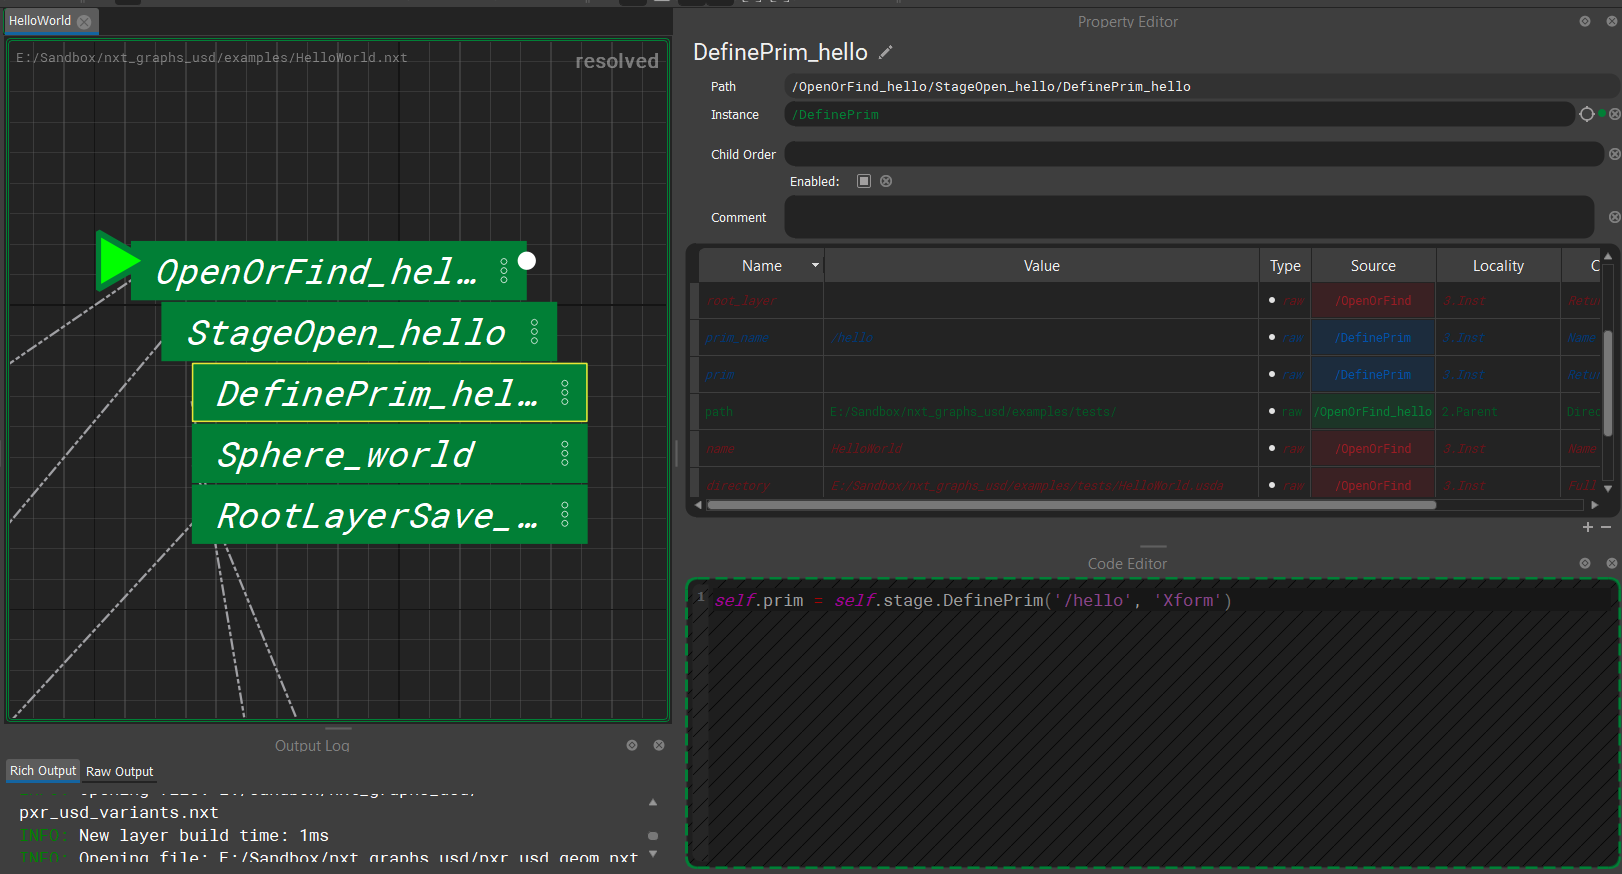 HelloWorld
E:/Sandbox/nxt_graphs_usd/examples/HelloWorld.nxt
resolved
OpenOrFind_hel…
StageOpen_hello
DefinePrim_hel…
Sphere_world
RootLayerSave_…
Output Log
Rich Output Raw Output
pxr_usd_variants.nxt
INFO: New layer build time: 1ms
INFO: Opening file: E:/Sandbox/nxt_graphs_usd/pxr_usd_geom.nxt
Property Editor
DefinePrim_hello
Path /OpenOrFind_hello/StageOpen_hello/DefinePrim_hello
Instance /DefinePrim
Child Order
Enabled:
Comment
Name Value Type Source Locality C
root_layer raw /OpenOrFind 3.Inst Retur
prim_name /hello raw /DefinePrim 3.Inst Name
prim raw /DefinePrim 3.Inst Retur
path E:/Sandbox/nxt_graphs_usd/examples/tests/ raw /OpenOrFind_hello 2.Parent Direc
name HelloWorld raw /OpenOrFind 3.Inst Name
directory E:/Sandbox/nxt_graphs_usd/examples/tests/HelloWorld.usda raw /OpenOrFind 3.Inst Full
Code Editor
1 self.prim = self.stage.DefinePrim('/hello', 'Xform')